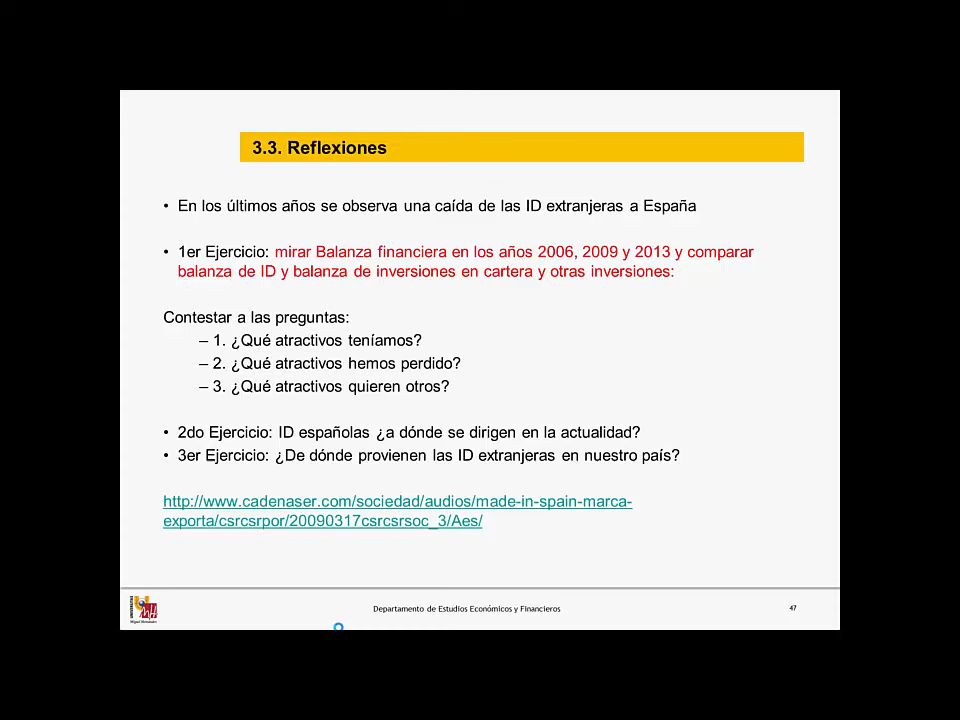 3.3. Reflexiones
• En los últimos años se observa una caída de las ID extranjeras a España
• 1er Ejercicio: mirar Balanza financiera en los años 2006, 2009 y 2013 y comparar
balanza de ID y balanza de inversiones en cartera y otras inversiones:
Contestar a las preguntas:
– 1. ¿Qué atractivos teníamos?
– 2. ¿Qué atractivos hemos perdido?
– 3. ¿Qué atractivos quieren otros?
• 2do Ejercicio: ID españolas ¿a dónde se dirigen en la actualidad?
• 3er Ejercicio: ¿De dónde provienen las ID extranjeras en nuestro país?
http://www.cadenaser.com/sociedad/audios/made-in-spain-marca-
exporta/csrcsrpor/20090317csrcsrsoc_3/Aes/
UNIVERSITAS
Miguel Hernández
Departamento de Estudios Económicos y Financieros
47